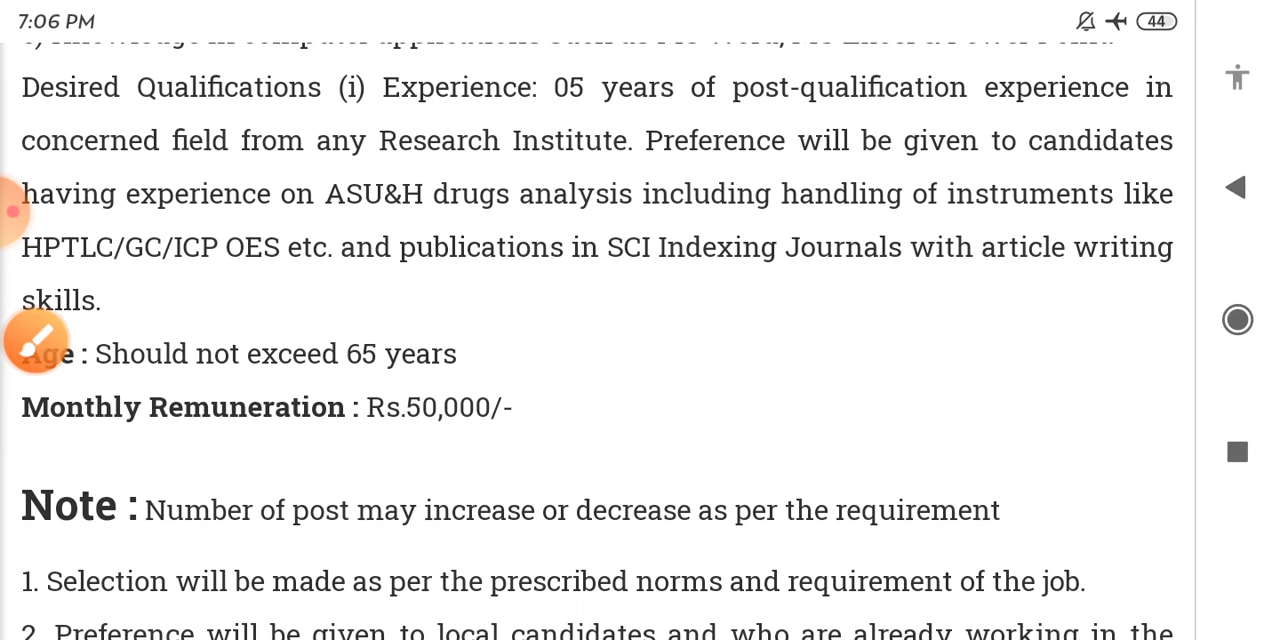 7:06 PM
44
Desired Qualifications (i) Experience: 05 years of post-qualification experience in
concerned field from any Research Institute. Preference will be given to candidates
having experience on ASU&H drugs analysis including handling of instruments like
HPTLC/GC/ICP OES etc. and publications in SCI Indexing Journals with article writing
skills.
Age : Should not exceed 65 years
Monthly Remuneration : Rs.50,000/-
Note : Number of post may increase or decrease as per the requirement
1. Selection will be made as per the prescribed norms and requirement of the job.
2. Preference will be given to local candidates and who are already working in the